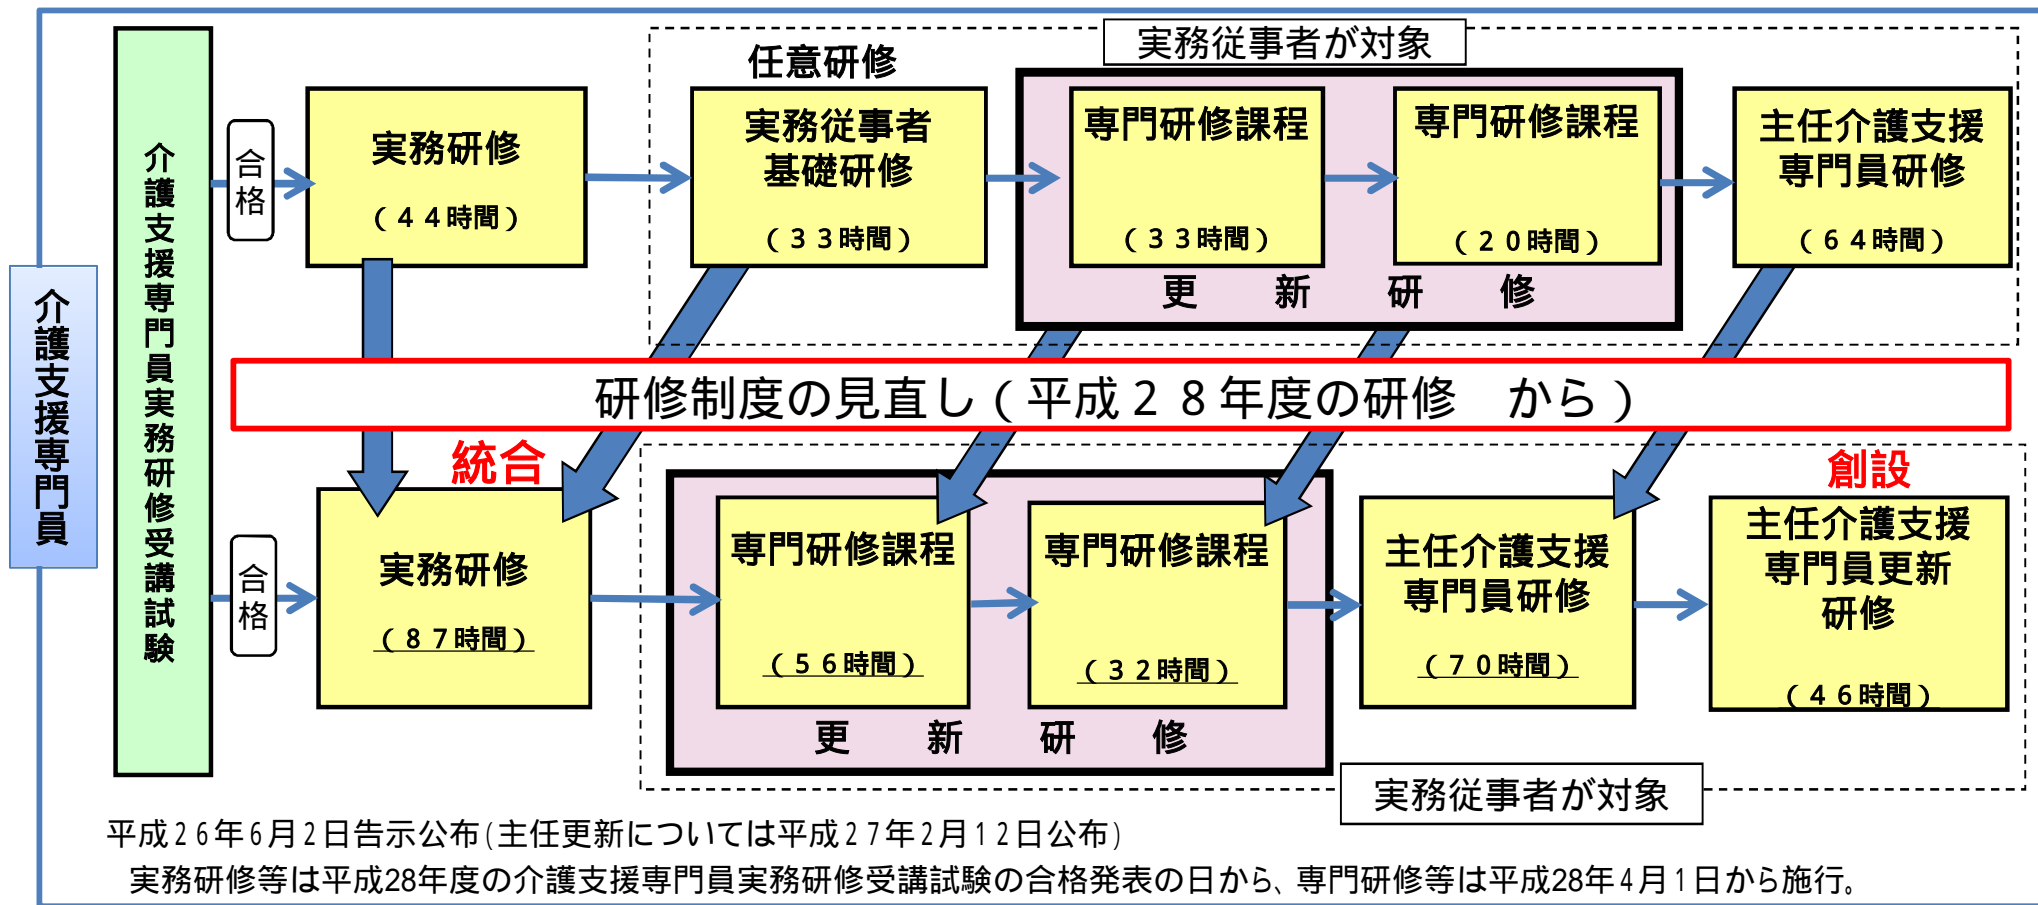 介護支援専門員
介護支援専門員実務研修受講試験
合格
実務研修
(44時間)
任意研修
実務従事者
基礎研修
(33時間)
実務従事者が対象
専門研修課程
(33時間)
専門研修課程
(20時間)
更新研修
主任介護支援
専門員研修
(64時間)
研修制度の見直し(平成28年度の研修 から)
統合
創設
合格
実務研修
(87時間)
専門研修課程
(56時間)
専門研修課程
(32時間)
更新研修
主任介護支援
専門員研修
(70時間)
主任介護支援
専門員更新
研修
(46時間)
実務従事者が対象
平成26年6月2日告示公布(主任更新については平成27年2月12日公布)
実務研修等は平成28年度の介護支援専門員実務研修受講試験の合格発表の日から、専門研修等は平成28年4月1日から施行。